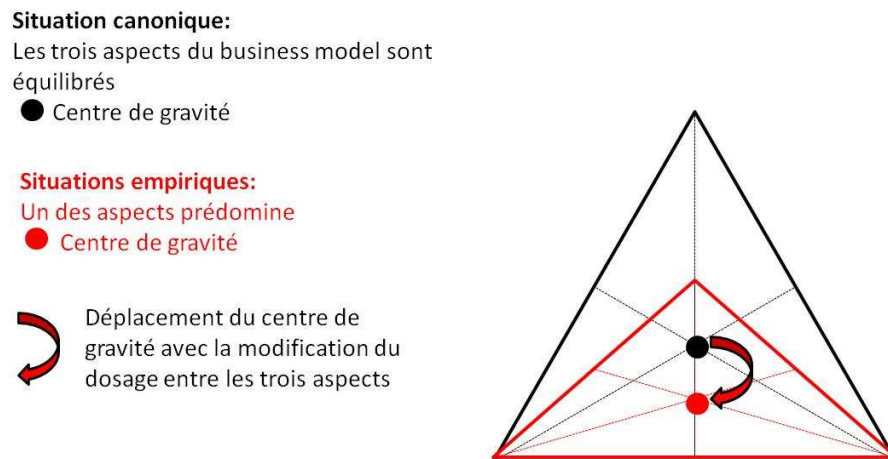 Situation canonique:
Les trois aspects du business model sont
équilibrés
Centre de gravité
Situations empiriques:
Un des aspects prédomine
Centre de gravité
Déplacement du centre de
gravité avec la modification du
dosage entre les trois aspects